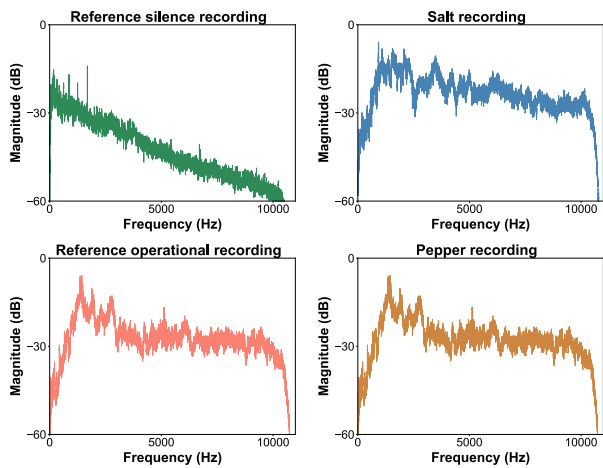 Reference silence recording
0
−30
−60
0
5000
10000
Magnitude (dB)
Frequency (Hz)
Salt recording
0
−30
−60
0
5000
10000
Magnitude (dB)
Frequency (Hz)
Reference operational recording
0
−30
−60
0
5000
10000
Magnitude (dB)
Frequency (Hz)
Pepper recording
0
−30
−60
0
5000
10000
Magnitude (dB)
Frequency (Hz)